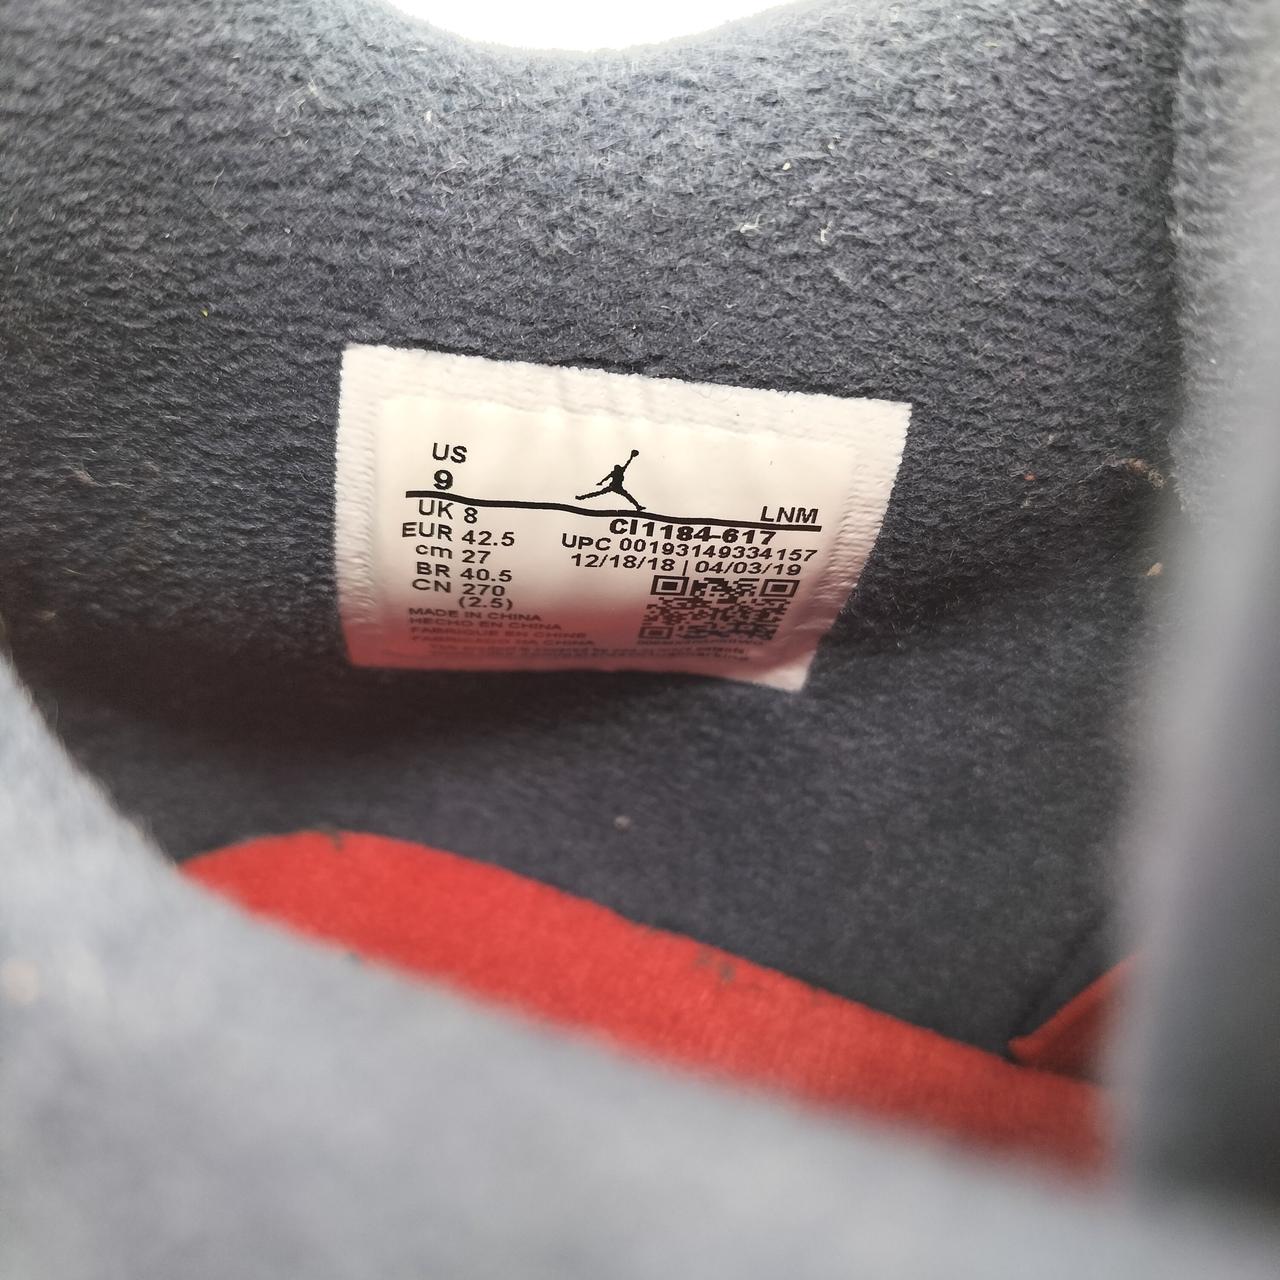 US
9
LNM
UK 8
CI1184-617
EUR 42.5
UPC 00193149334157
cm 27
12/18/18 | 04/03/19
BR 40.5
CN 270
(2.5)
MADE IN CHINA
HECHO EN CHINA
FABRIQUE EN CHINE